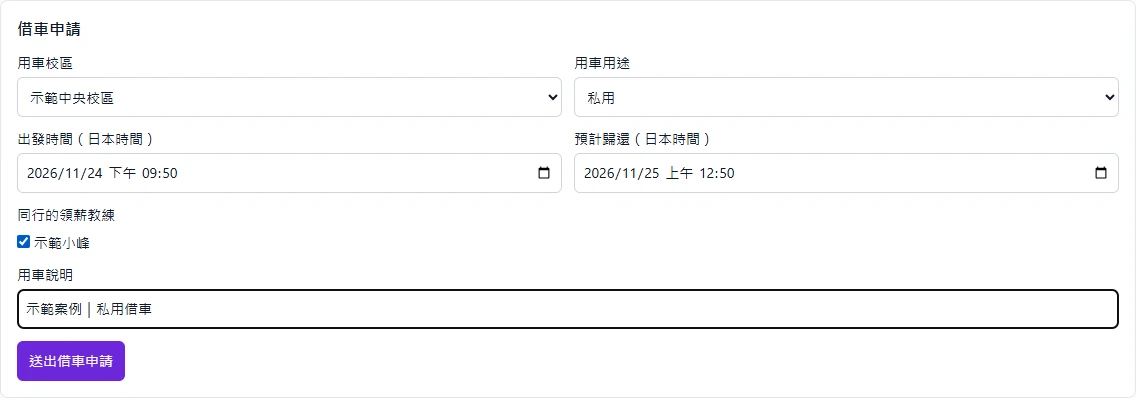 借車申請
用車校區
用車用途
示範中央校區
私用
出發時間（日本時間）
預計歸還（日本時間）
2026/11/24 下午 09:50
2026/11/25 上午 12:50
同行的領薪教練
示範小峰
用車說明
示範案例｜私用借車
送出借車申請